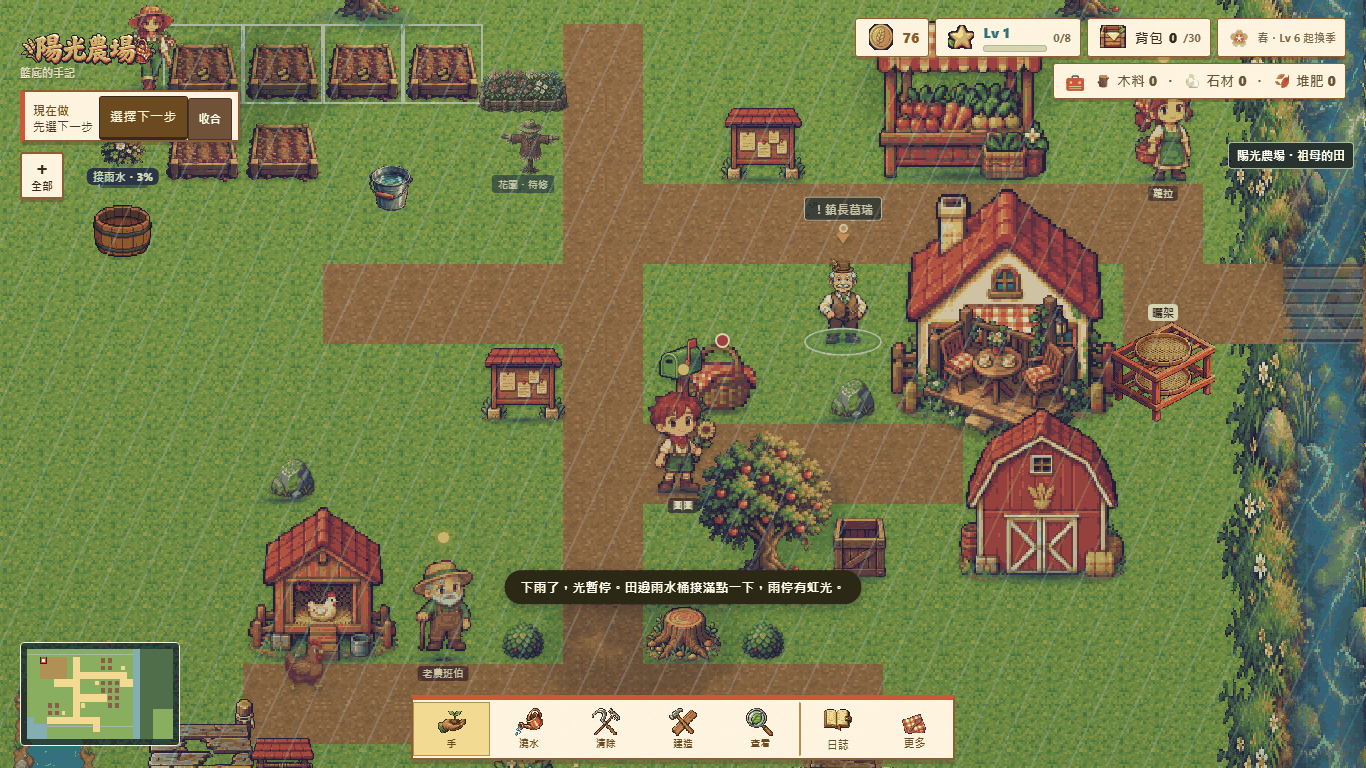 陽光農場
籃底的手記
現在做
先選下一步
選擇下一步
收合
+
全部
接雨水·3%
76
Lv 1
0/8
背包 0 /30
春·Lv 6 起換季
木料 0 · 石材 0 · 堆肥 0
陽光農場·祖母的田
蘿拉
花圃·待修
！鎮長葛瑞
曬架
圍圍
下雨了，光暫停。田邊雨水桶接滿點一下，雨停有虹光。
老農班伯
手
澆水
清除
建造
查看
日誌
更多